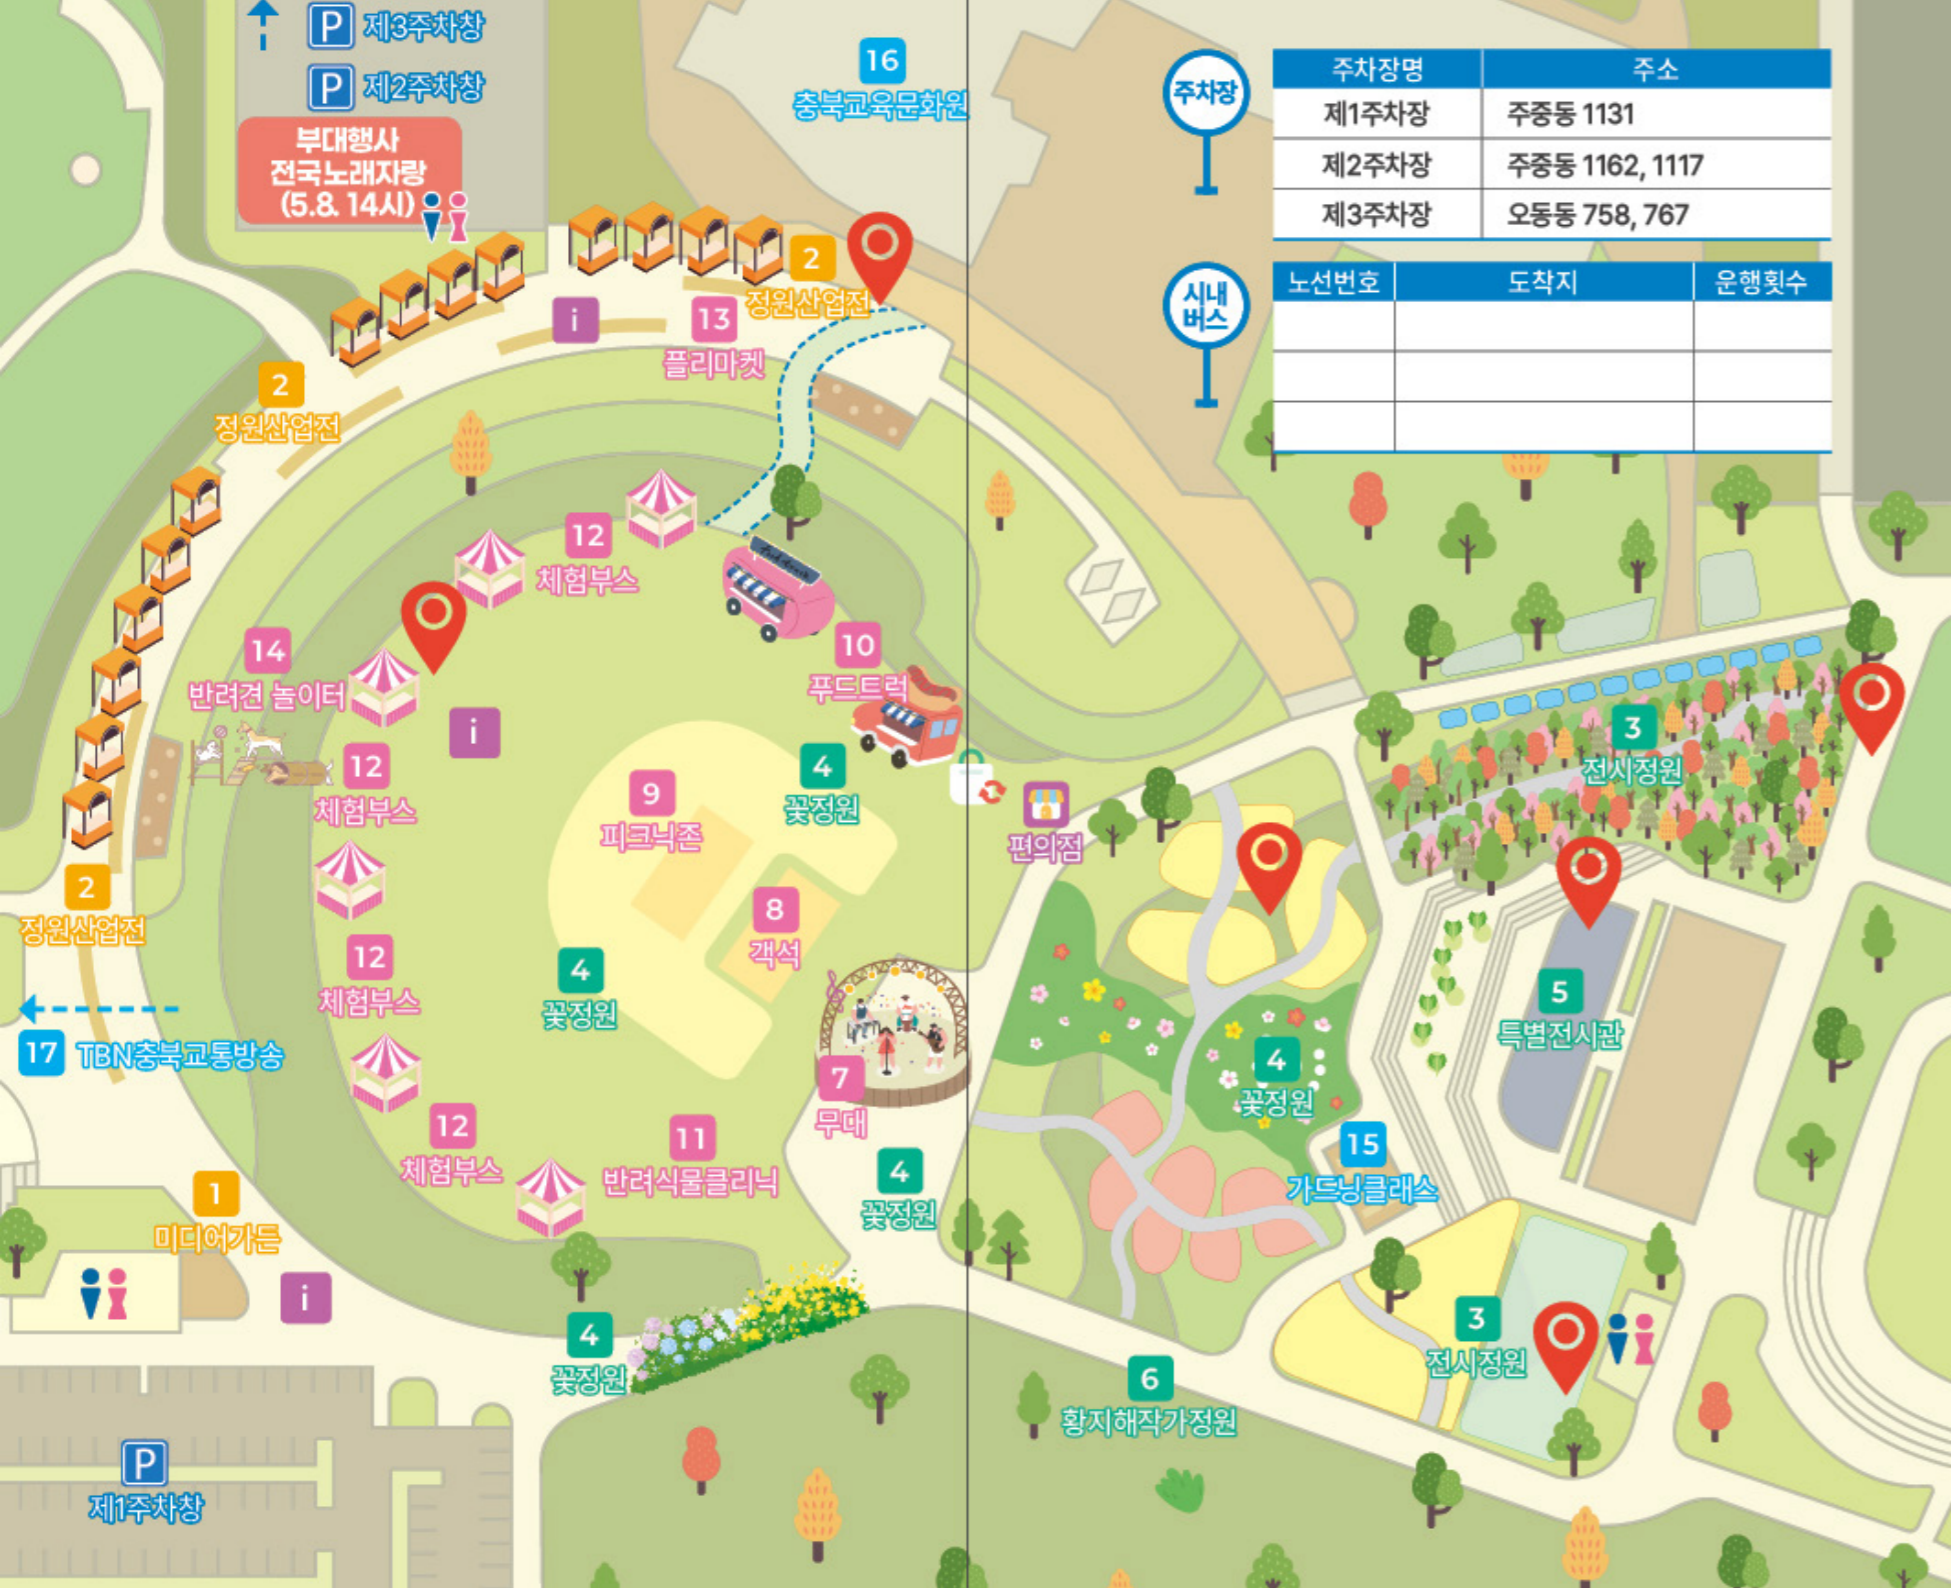 P 제3주차창
P 제2주차창
부대행사
전국노래자랑
(5.8. 14시)
16
충북교육문화원
주차장
주차장명 주소
제1주차장 주중동 1131
제2주차장 주중동 1162, 1117
제3주차장 오동동 758, 767
시내
버스
노선번호 도착지 운행횟수
2
정원산업전
i
13
플리마켓
2
정원산업전
12
체험부스
14
반려견 놀이터
i
10
푸드트럭
3
전시정원
12
체험부스
9
피크닉존
4
꽃정원
편의점
2
정원산업전
8
객석
12
체험부스
4
꽃정원
5
특별전시관
17 TBN충북교통방송
7
무대
4
꽃정원
12
체험부스
11
반려식물클리닉
4
꽃정원
15
가드닝클래스
1
미디어가든
i
4
꽃정원
3
전시정원
6
황지해작가정원
P
제1주차창